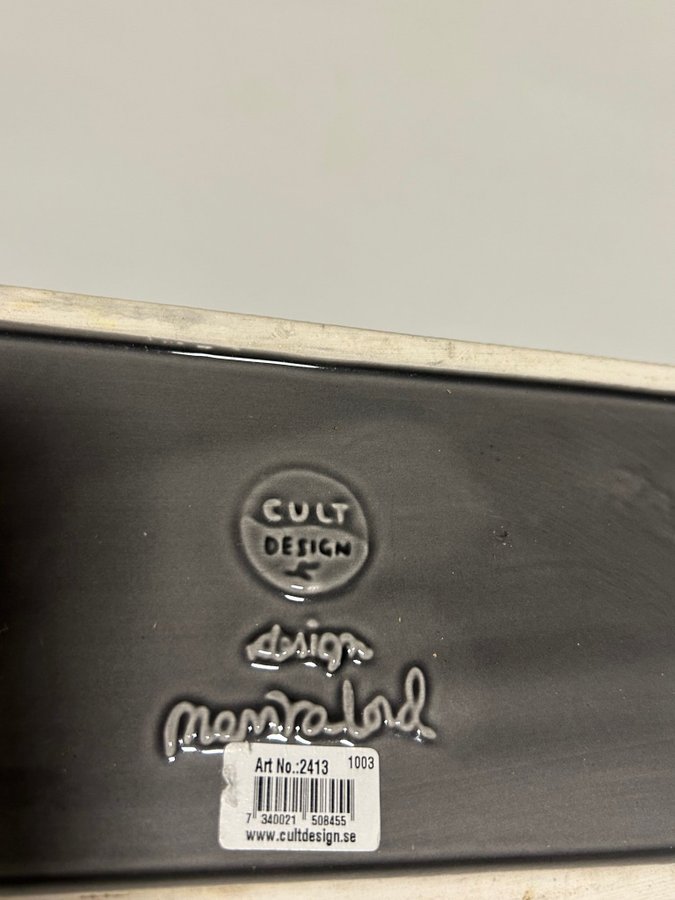 CULT
DESIGN
design
Art No.:2413 1003
7 340021 508455
www.cultdesign.se